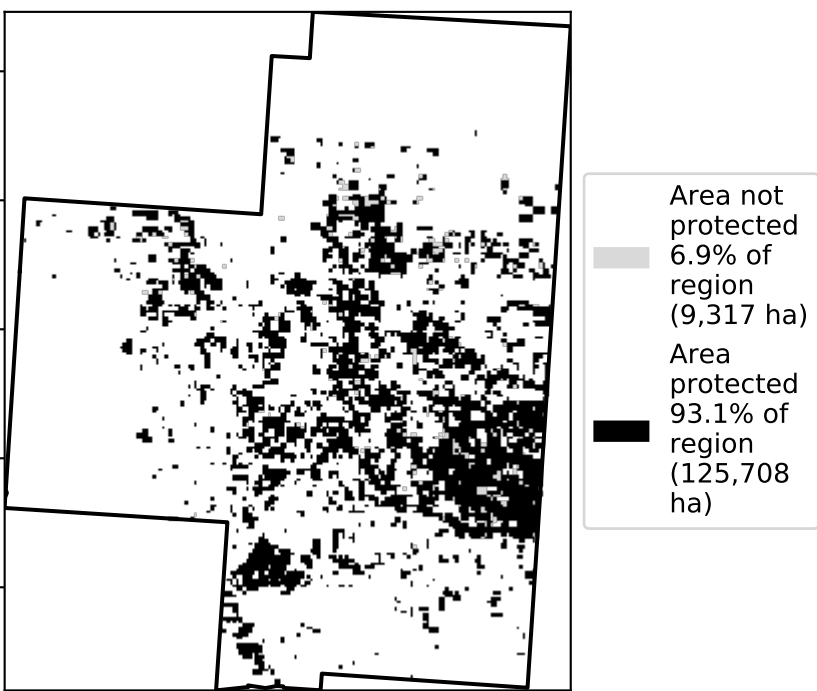 Area not
protected
6.9% of
region
(9,317 ha)
Area
protected
93.1% of
region
(125,708
ha)